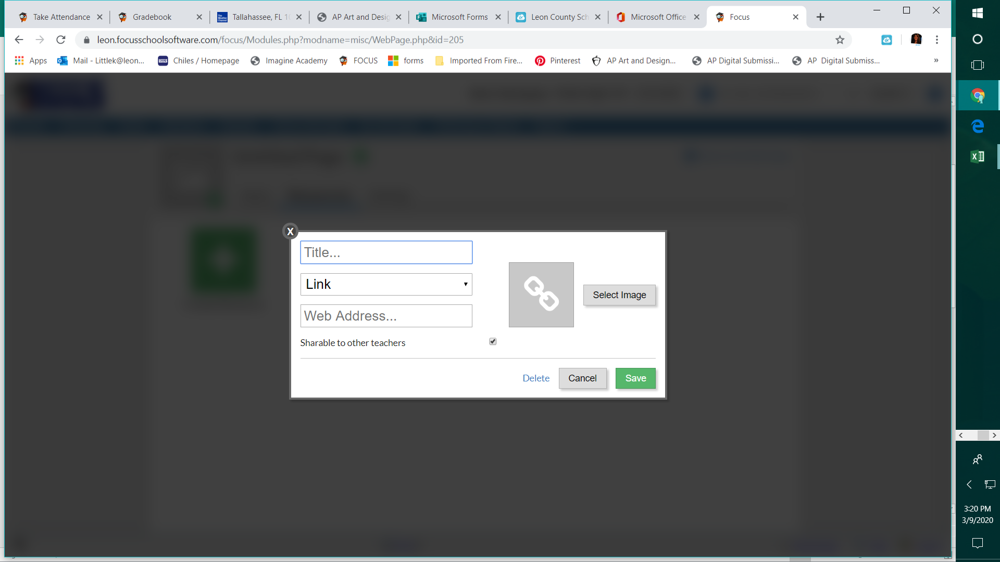 Take Attendance
Gradebook
Tallahassee, FL 10
AP Art and Desig
Microsoft Forms
Leon County Sch
Microsoft Office
Focus
leon.focusschoolsoftware.com/focus/Modules.php?modname=misc/WebPage.php&id=205
Apps
Mail - Littlek@leon...
Chiles / Homepage
Imagine Academy
FOCUS
forms
Imported From Fire...
Pinterest
AP Art and Design...
AP Digital Submissi...
AP Digital Submiss...
»
X
Title...
Link
Web Address...
Select Image
Sharable to other teachers
Delete
Cancel
Save
3:20 PM
3/9/2020